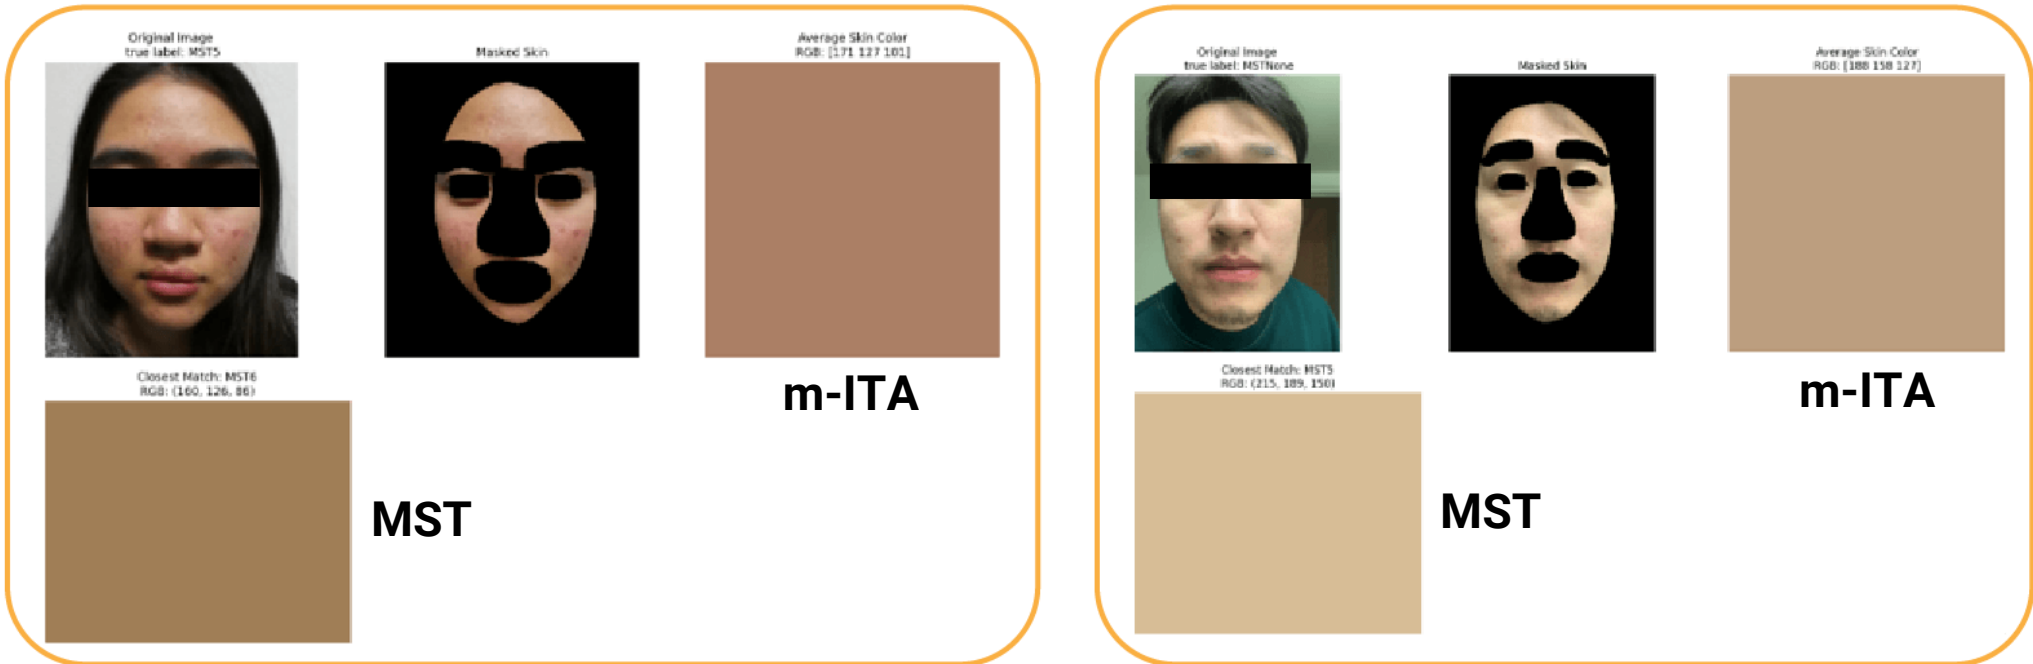 Original Image
true label: MST5
Masked Skin
Average Skin Color
RGB: [171 127 101]
m-ITA
Closest Match: MST6
RGB: (160, 126, 86)
MST
Original Image
true label: MSTNone
Masked Skin
Average Skin Color
RGB: [188 158 127]
m-ITA
Closest Match: MST5
RGB: (215, 189, 150)
MST